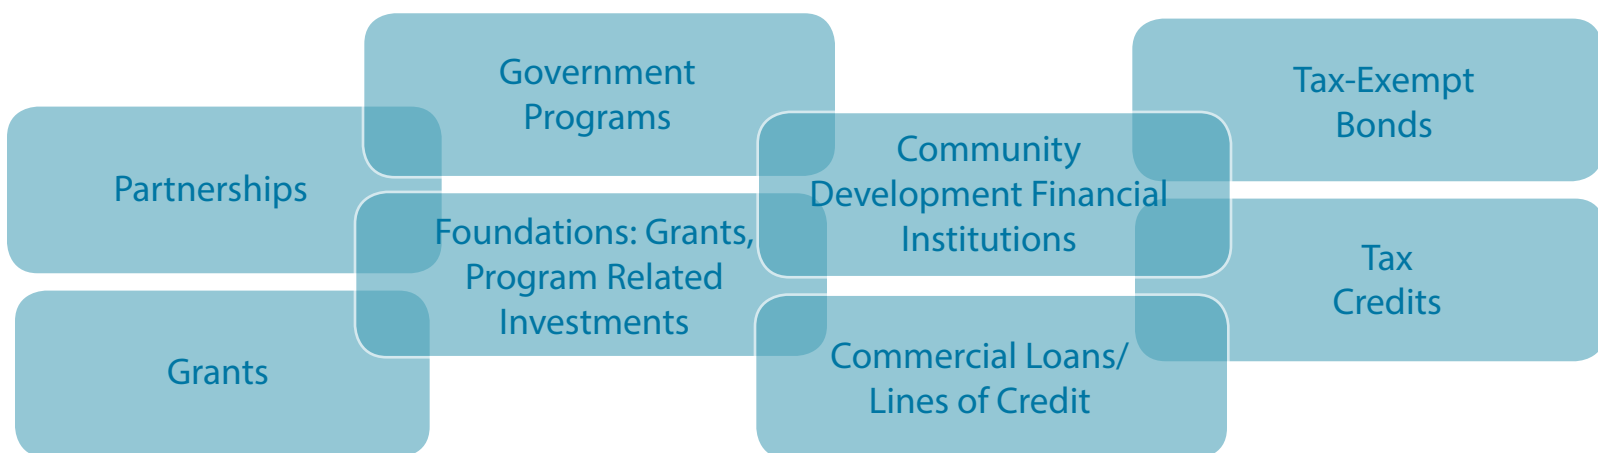 Government
Programs
Tax-Exempt
Bonds
Partnerships
Community
Development Financial
Institutions
Foundations: Grants,
Program Related
Investments
Tax
Credits
Grants
Commercial Loans/
Lines of Credit